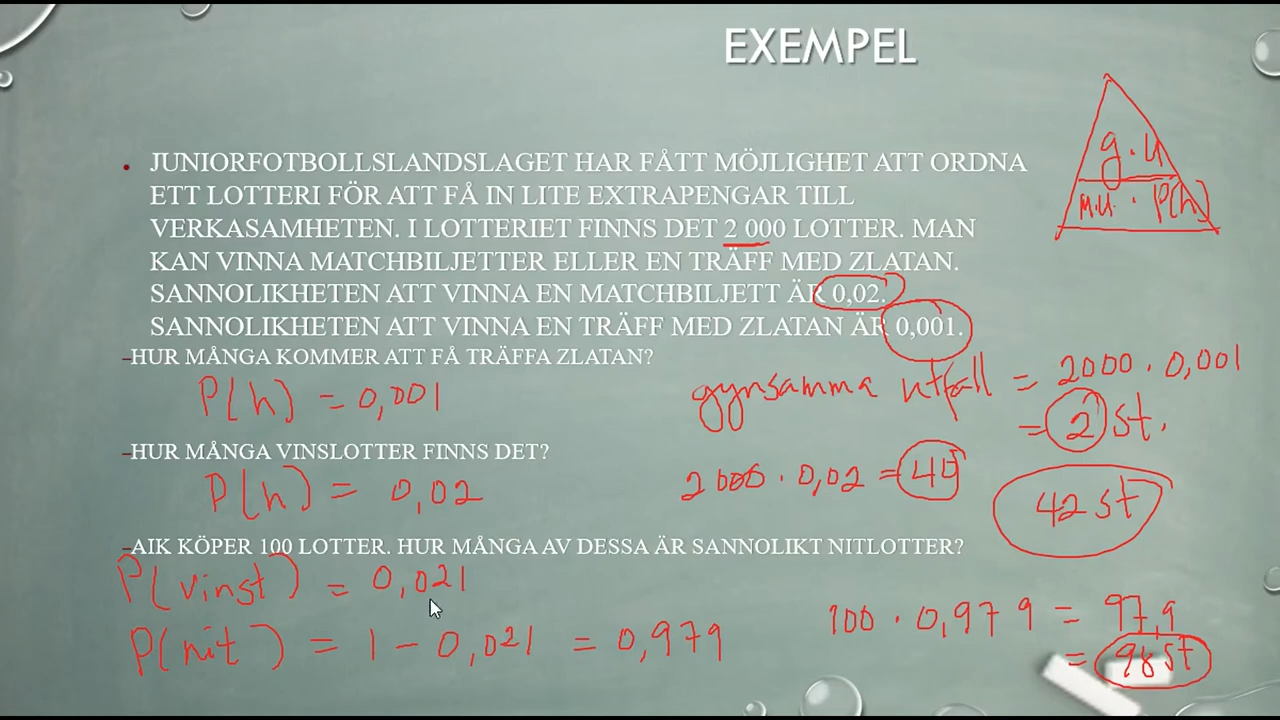 EXEMPEL
g.u
m.u. · P(h)
• JUNIORFOTBOLLSLANDSLAGET HAR FÅTT MÖJLIGHET ATT ORDNA
ETT LOTTERI FÖR ATT FÅ IN LITE EXTRAPENGAR TILL
VERKASAMHETEN. I LOTTERIET FINNS DET 2 000 LOTTER. MAN
KAN VINNA MATCHBILJETTER ELLER EN TRÄFF MED ZLATAN.
SANNOLIKHETEN ATT VINNA EN MATCHBILJETT ÄR 0,02.
SANNOLIKHETEN ATT VINNA EN TRÄFF MED ZLATAN ÄR 0,001.
–HUR MÅNGA KOMMER ATT FÅ TRÄFFA ZLATAN?
P(h) = 0,001
gynsamma utfall = 2000 · 0,001
= 2 st.
–HUR MÅNGA VINSLOTTER FINNS DET?
P(h) = 0,02
2000 · 0,02 = 40
42 st
–AIK KÖPER 100 LOTTER. HUR MÅNGA AV DESSA ÄR SANNOLIKT NITLOTTER?
P(vinst) = 0,021
P(nit) = 1 – 0,021 = 0,979
100 · 0,979 = 97,9
= 98 st